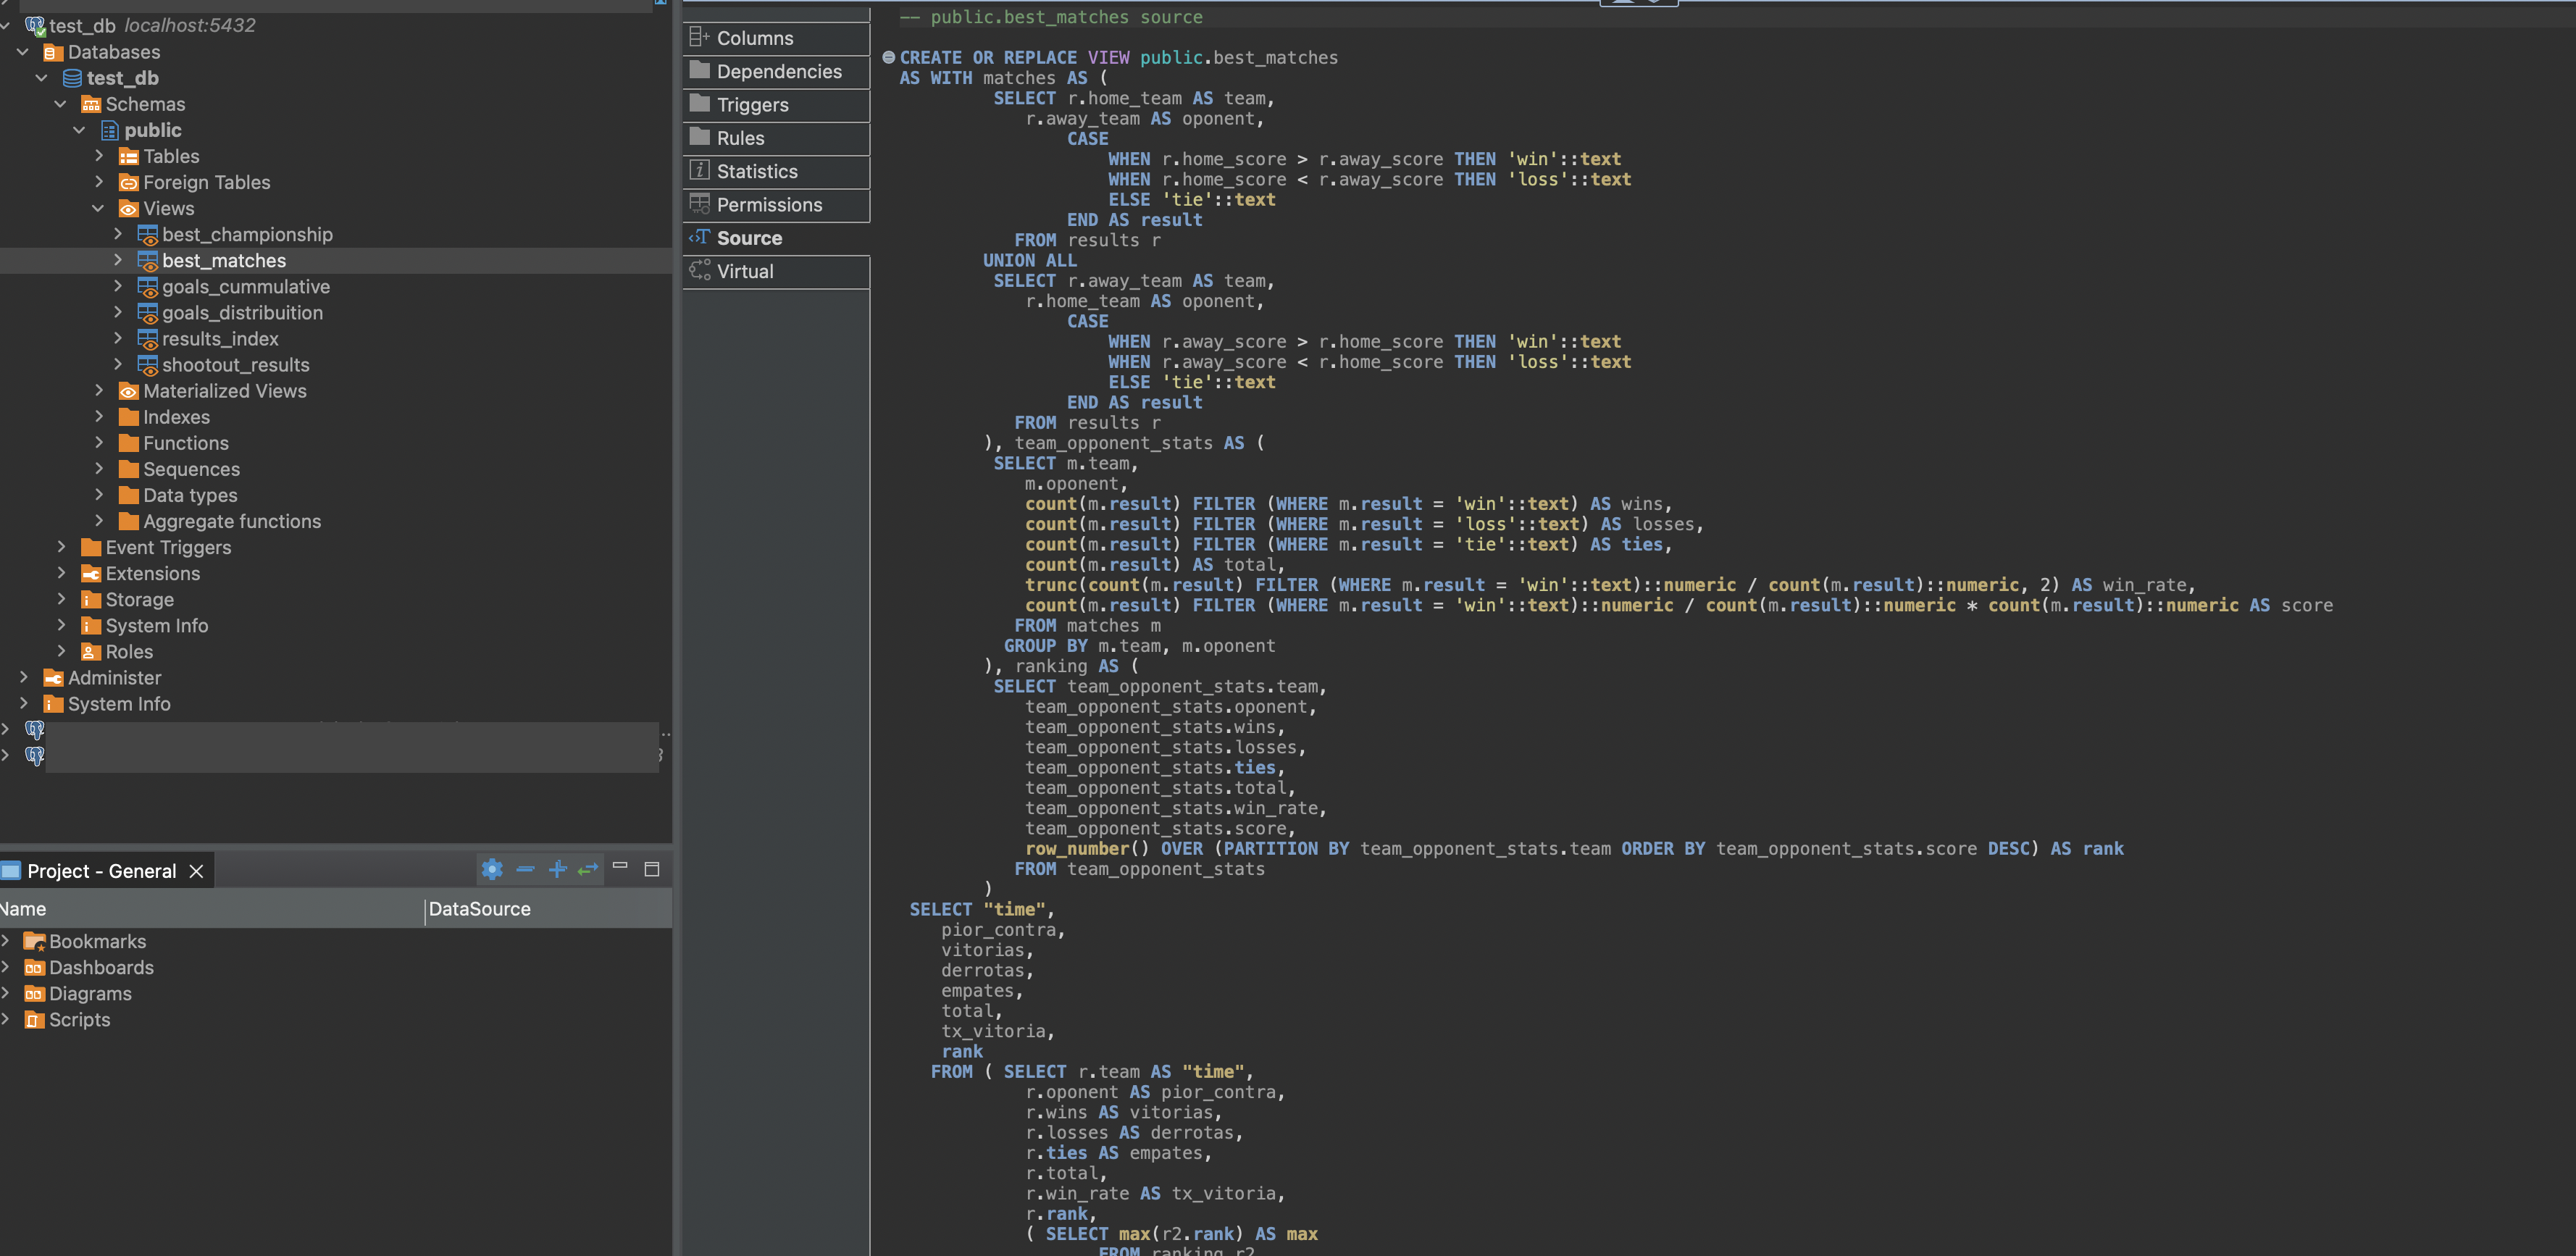 test_db localhost:5432
Databases
test_db
Schemas
public
Tables
Foreign Tables
Views
best_championship
best_matches
goals_cummulative
goals_distribuition
results_index
shootout_results
Materialized Views
Indexes
Functions
Sequences
Data types
Aggregate functions
Event Triggers
Extensions
Storage
System Info
Roles
Administer
System Info
Project - General
Name
DataSource
Bookmarks
Dashboards
Diagrams
Scripts
Columns
Dependencies
Triggers
Rules
Statistics
Permissions
Source
Virtual
-- public.best_matches source
CREATE OR REPLACE VIEW public.best_matches
AS WITH matches AS (
SELECT r.home_team AS team,
r.away_team AS oponent,
CASE
WHEN r.home_score > r.away_score THEN 'win'::text
WHEN r.home_score < r.away_score THEN 'loss'::text
ELSE 'tie'::text
END AS result
FROM results r
UNION ALL
SELECT r.away_team AS team,
r.home_team AS oponent,
CASE
WHEN r.away_score > r.home_score THEN 'win'::text
WHEN r.away_score < r.home_score THEN 'loss'::text
ELSE 'tie'::text
END AS result
FROM results r
), team_opponent_stats AS (
SELECT m.team,
m.oponent,
count(m.result) FILTER (WHERE m.result = 'win'::text) AS wins,
count(m.result) FILTER (WHERE m.result = 'loss'::text) AS losses,
count(m.result) FILTER (WHERE m.result = 'tie'::text) AS ties,
count(m.result) AS total,
trunc(count(m.result) FILTER (WHERE m.result = 'win'::text)::numeric / count(m.result)::numeric, 2) AS win_rate,
count(m.result) FILTER (WHERE m.result = 'win'::text)::numeric / count(m.result)::numeric * count(m.result)::numeric AS score
FROM matches m
GROUP BY m.team, m.oponent
), ranking AS (
SELECT team_opponent_stats.team,
team_opponent_stats.oponent,
team_opponent_stats.wins,
team_opponent_stats.losses,
team_opponent_stats.ties,
team_opponent_stats.total,
team_opponent_stats.win_rate,
team_opponent_stats.score,
row_number() OVER (PARTITION BY team_opponent_stats.team ORDER BY team_opponent_stats.score DESC) AS rank
FROM team_opponent_stats
)
SELECT "time",
pior_contra,
vitorias,
derrotas,
empates,
total,
tx_vitoria,
rank
FROM ( SELECT r.team AS "time",
r.oponent AS pior_contra,
r.wins AS vitorias,
r.losses AS derrotas,
r.ties AS empates,
r.total,
r.win_rate AS tx_vitoria,
r.rank,
( SELECT max(r2.rank) AS max
FROM ranking r2